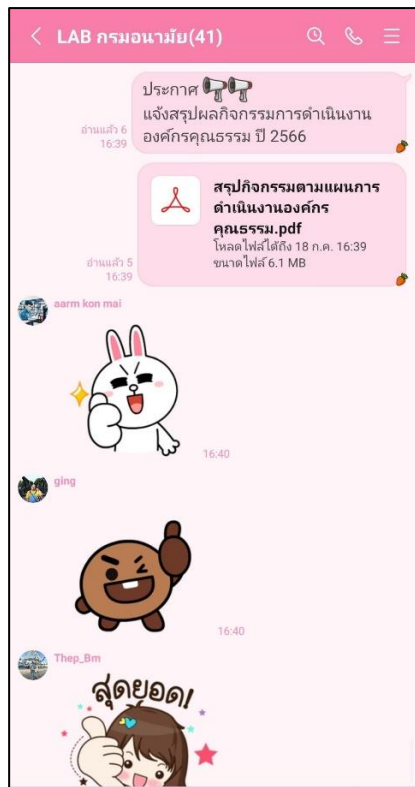 LAB กรมอนามัย(41)
ประกาศ
แจ้งสรุปผลกิจกรรมการดำเนินงาน
องค์กรคุณธรรม ปี 2566
อ่านแล้ว 6
16:39
สรุปกิจกรรมตามแผนการ
ดำเนินงานองค์กร
คุณธรรม.pdf
โหลดไฟล์ได้ถึง 18 ก.ค. 16:39
ขนาดไฟล์ 6.1 MB
อ่านแล้ว 5
16:39
aarm kon mai
16:40
ging
16:40
Thep_Bm
สุดยอด!